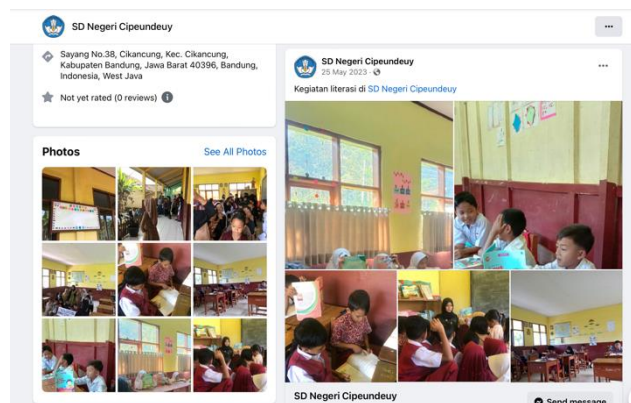 SD Negeri Cipeundeuy
Sayang No.38, Cikancung, Kec. Cikancung,
Kabupaten Bandung, Jawa Barat 40396, Bandung,
Indonesia, West Java
Not yet rated (0 reviews)
Photos
See All Photos
SD Negeri Cipeundeuy
25 May 2023
Kegiatan literasi di SD Negeri Cipeundeuy
SD Negeri Cipeundeuy
Send message